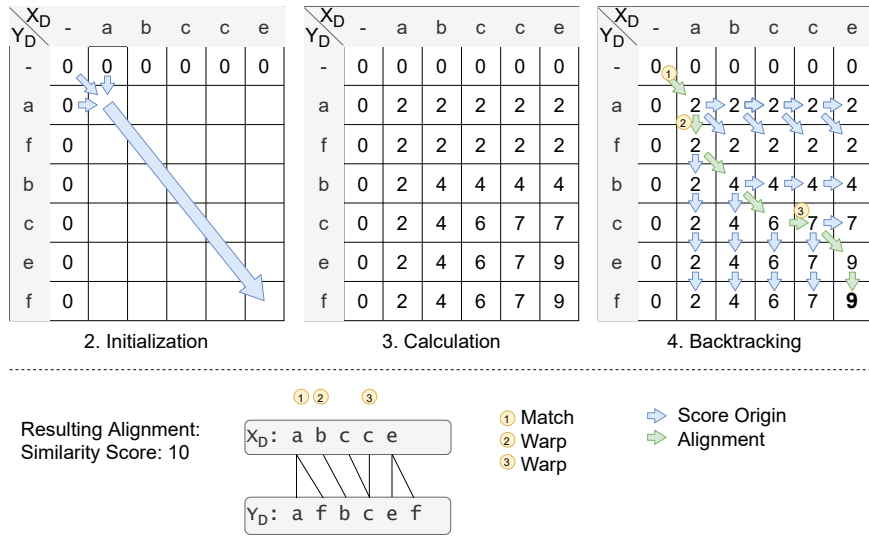 X_D Y_D - a b c c e
- 0 0 0 0 0 0
a 0
f 0
b 0
c 0
e 0
f 0
2. Initialization
X_D Y_D - a b c c e
- 0 0 0 0 0 0
a 0 2 2 2 2 2
f 0 2 2 2 2 2
b 0 2 4 4 4 4
c 0 2 4 6 7 7
e 0 2 4 6 7 9
f 0 2 4 6 7 9
3. Calculation
X_D Y_D - a b c c e
- 0 0 0 0 0 0
1
a 0 2 2 2 2 2
2
f 0 2 2 2 2 2
b 0 2 4 4 4 4
3
c 0 2 4 6 7 7
e 0 2 4 6 7 9
f 0 2 4 6 7 9
4. Backtracking
Resulting Alignment:
Similarity Score: 10
1 2 3
X_D: a b c c e
Y_D: a f b c e f
1 Match
2 Warp
3 Warp
Score Origin
Alignment